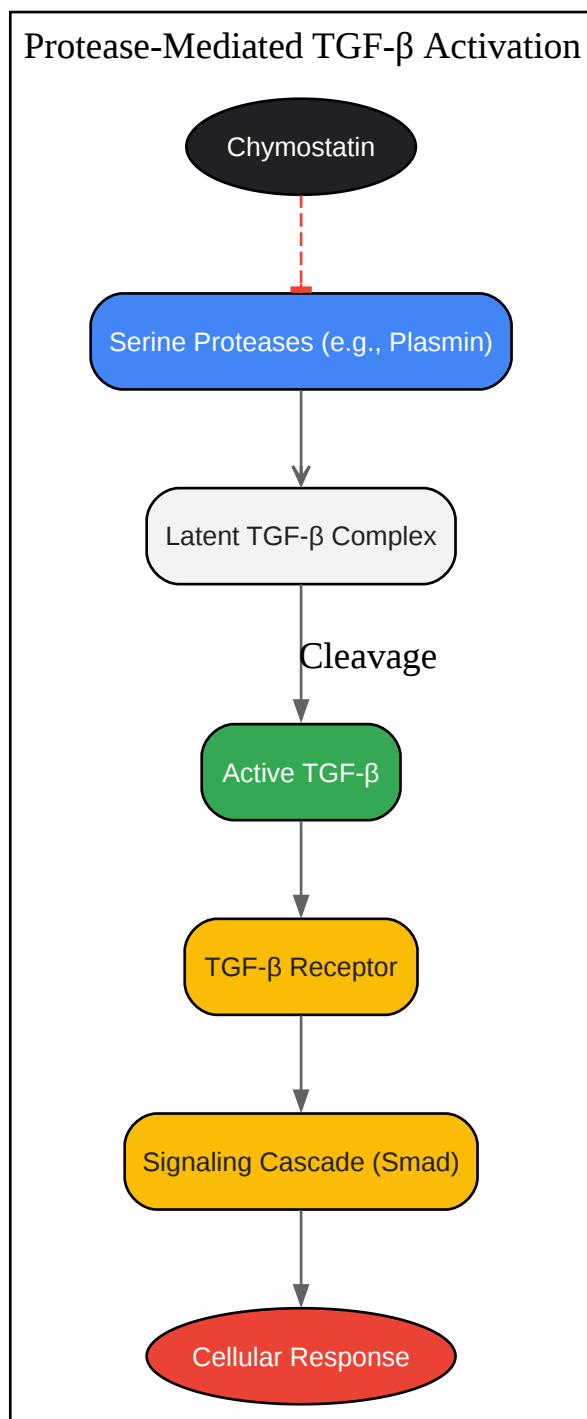 Protease-Mediated TGF-β Activation
Chymostatin
Serine Proteases (e.g., Plasmin)
Latent TGF-β Complex
Cleavage
Active TGF-β
TGF-β Receptor
Signaling Cascade (Smad)
Cellular Response